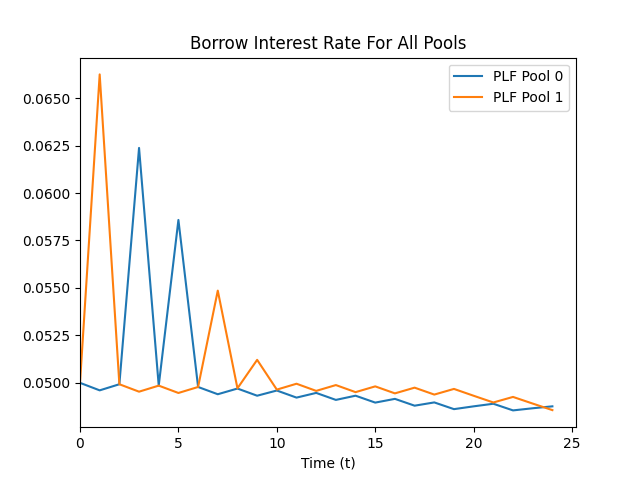 Borrow Interest Rate For All Pools
PLF Pool 0
PLF Pool 1
0.0650
0.0625
0.0600
0.0575
0.0550
0.0525
0.0500
0 5 10 15 20 25
Time (t)